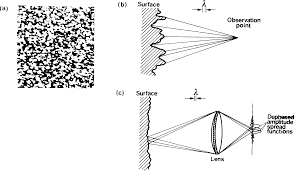 (a)
(b)
Surface
λ
Observation
point
(c)
Surface
λ
Lens
Dephased
amplitude
spread
functions